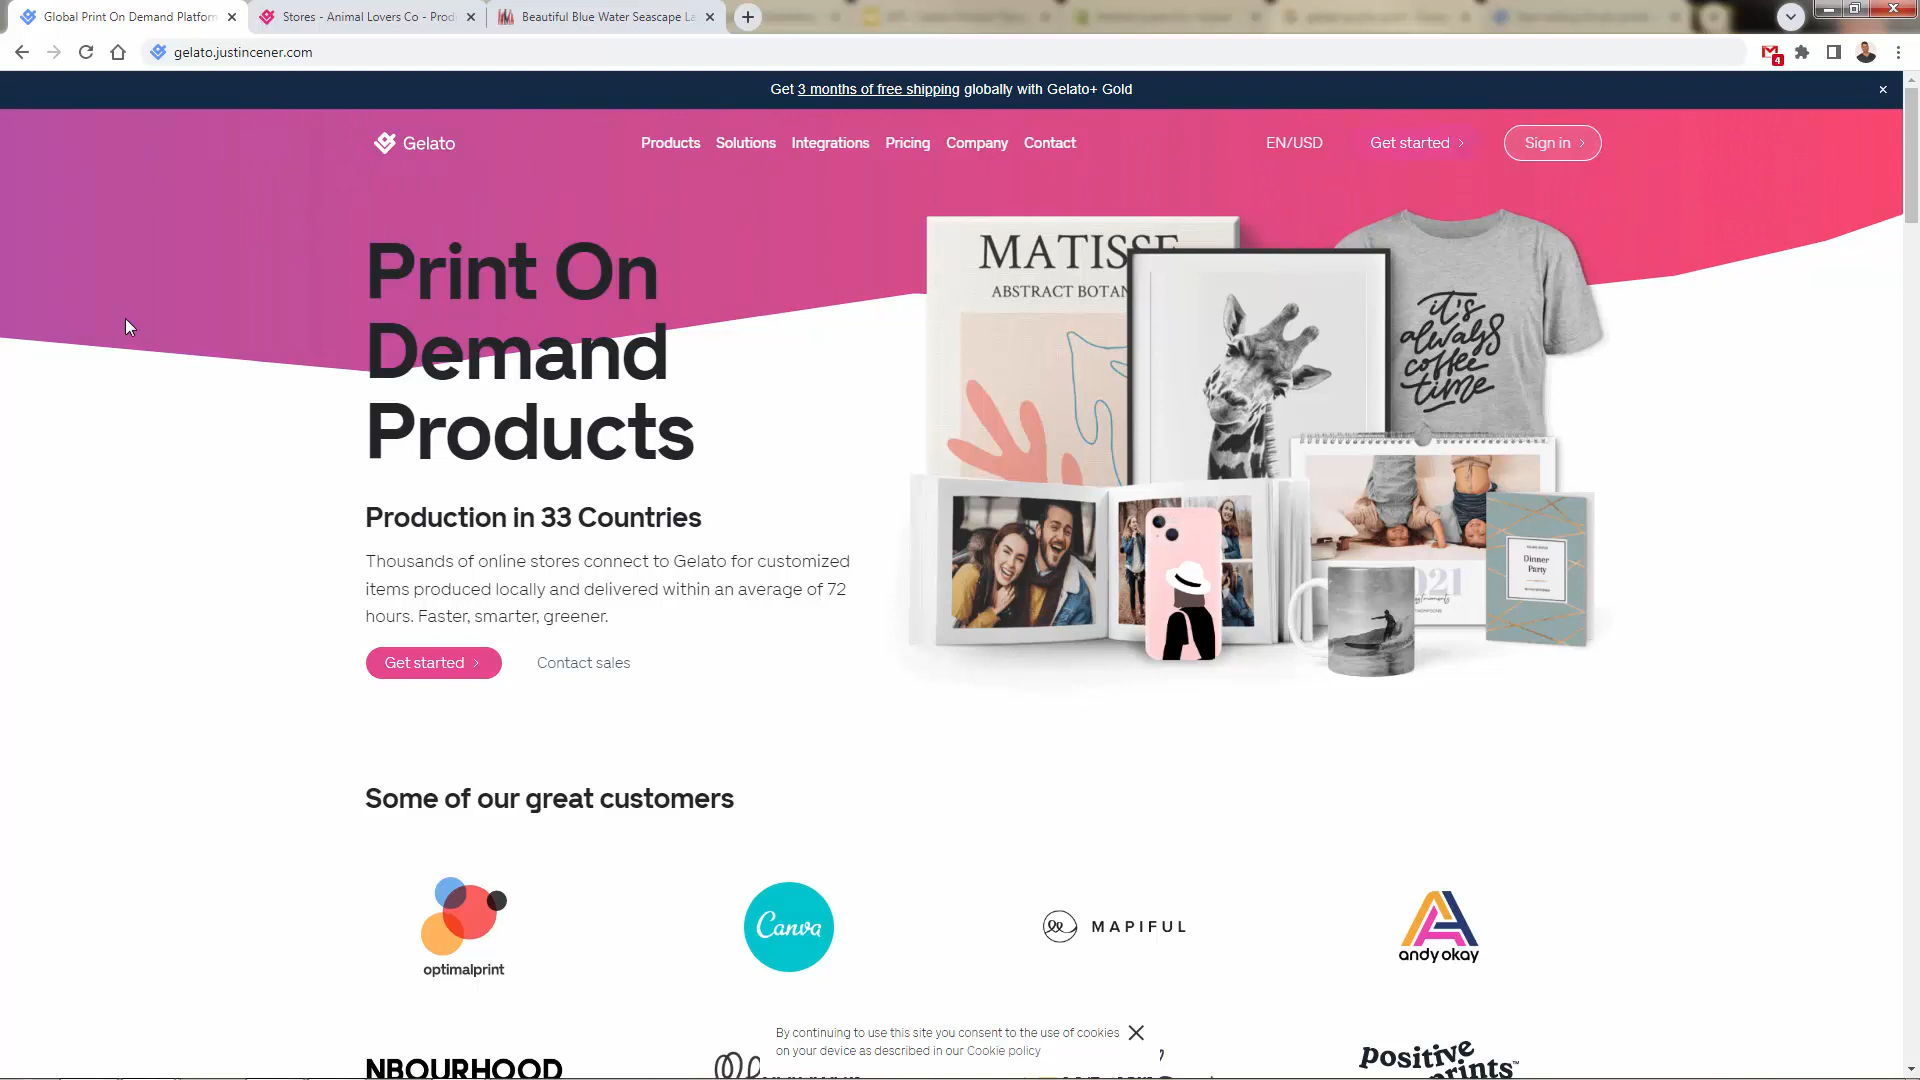 Global Print On Demand Platform
Stores - Animal Lovers Co - Prod
Beautiful Blue Water Seascape La
gelato.justincener.com
4
Get 3 months of free shipping globally with Gelato+ Gold
Gelato
Products
Solutions
Integrations
Pricing
Company
Contact
EN/USD
Get started
Sign in
Print On
Demand
Products
MATISSE
ABSTRACT BOTAN
it's
always
coffee
time
Production in 33 Countries
Thousands of online stores connect to Gelato for customized
items produced locally and delivered within an average of 72
hours. Faster, smarter, greener.
Dinner
Party
Get started
Contact sales
Some of our great customers
optimalprint
Canva
MAPIFUL
andy okay
By continuing to use this site you consent to the use of cookies
on your device as described in our Cookie policy
NBOURHOOD
positive
prints™